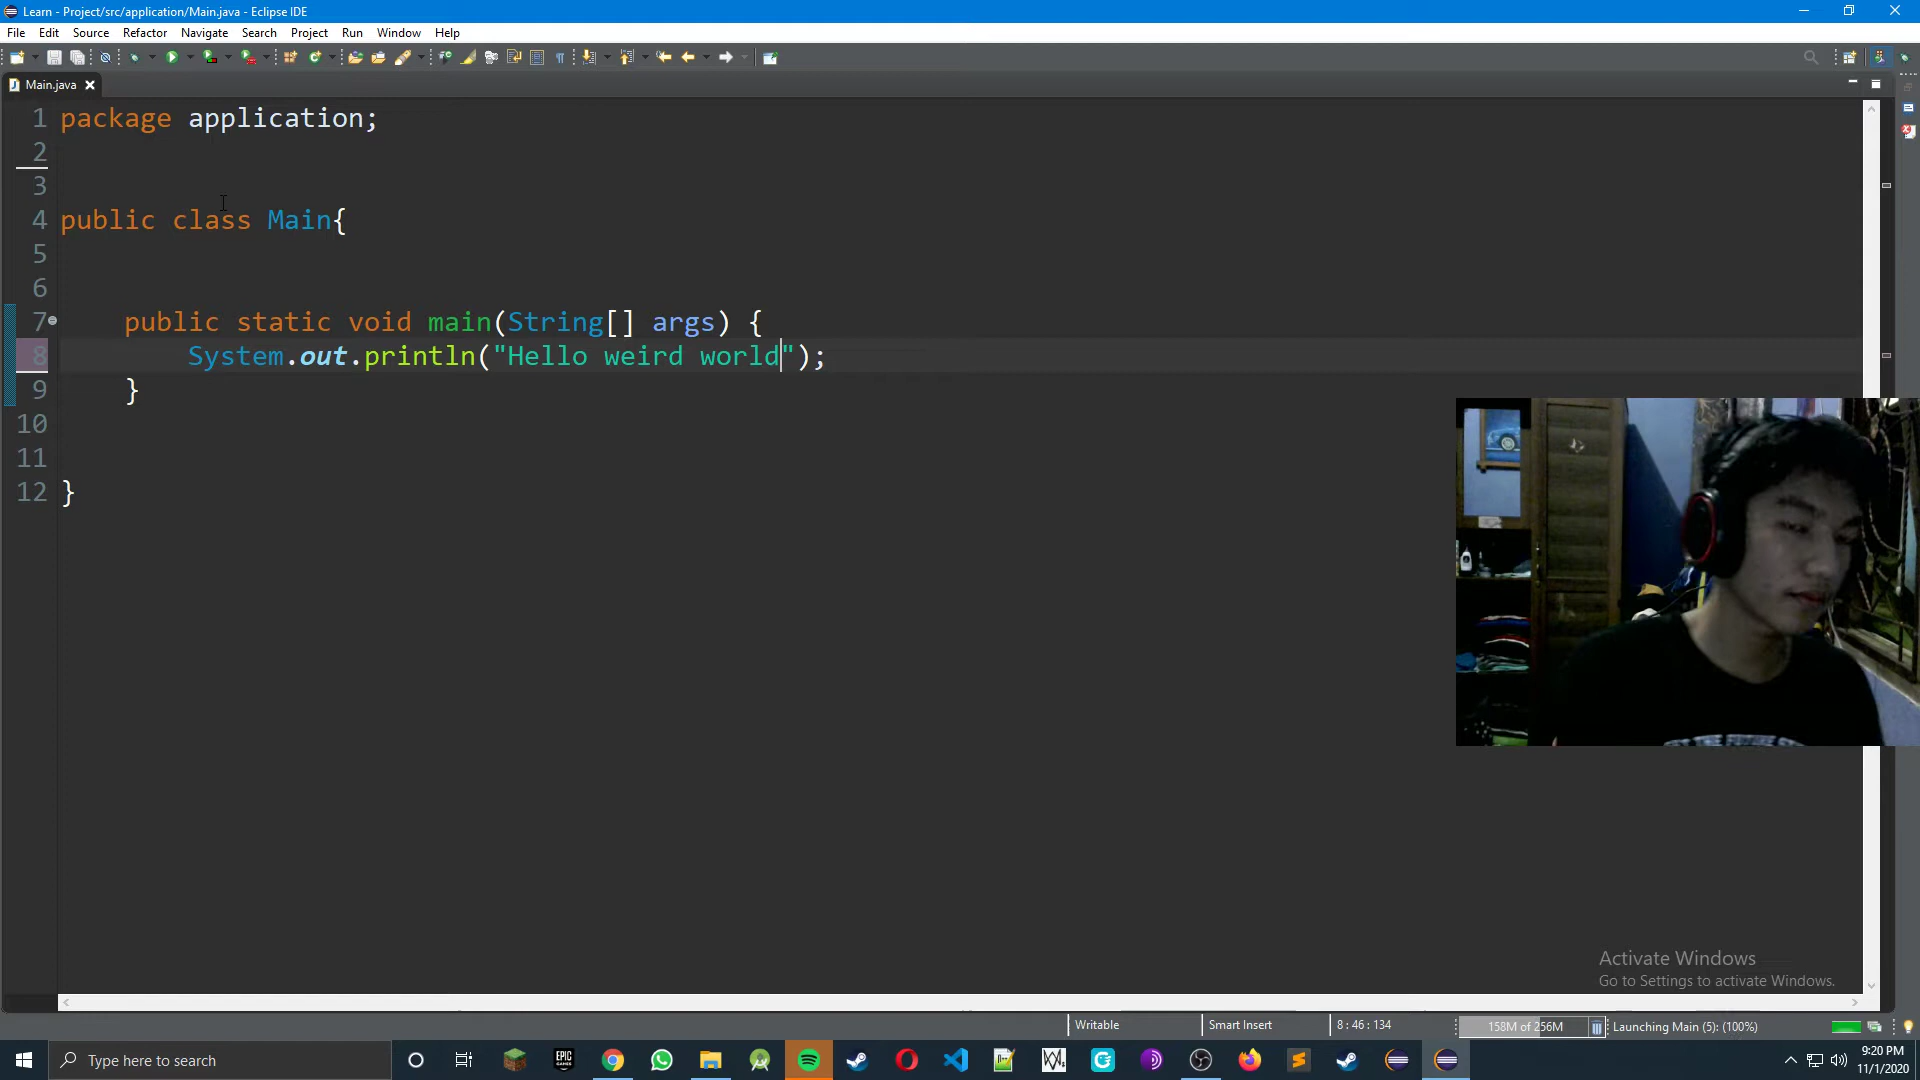 Learn - Project/src/application/Main.java - Eclipse IDE
File Edit Source Refactor Navigate Search Project Run Window Help
Main.java
1 package application;
2
3
4 public class Main{
5
6
7 public static void main(String[] args) {
8 System.out.println("Hello weird world");
9 }
10
11
12 }
Activate Windows
Go to Settings to activate Windows.
Writable Smart Insert 8 : 46 : 134 158M of 256M Launching Main (5): (100%)
Type here to search
EPIC GAMES
9:20 PM
11/1/2020